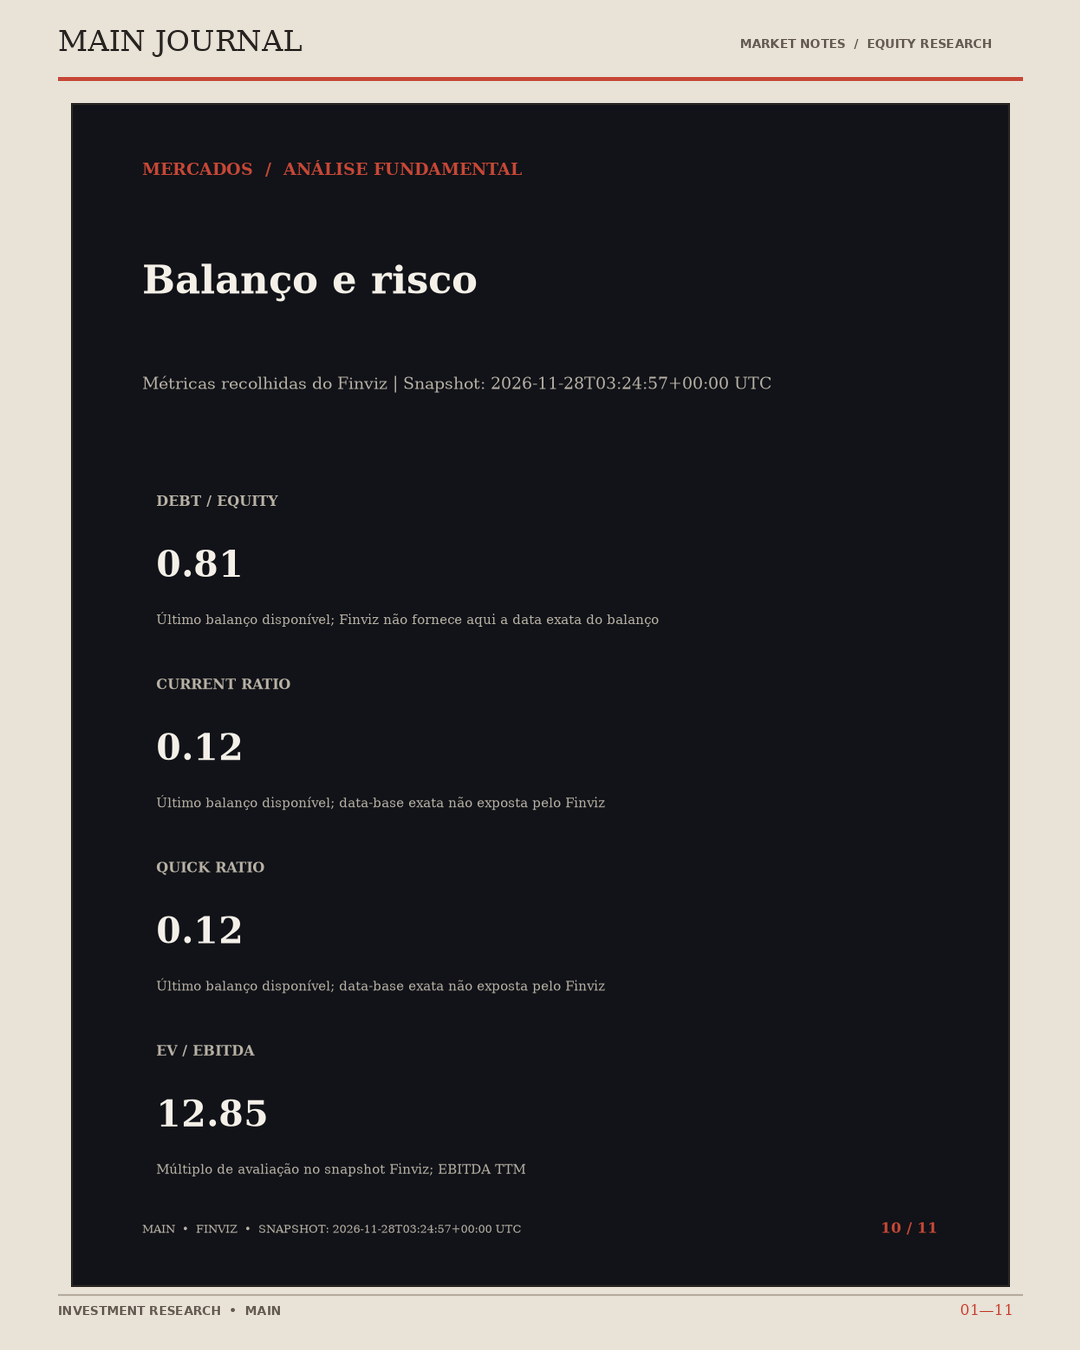 MAIN JOURNAL
MARKET NOTES / EQUITY RESEARCH
MERCADOS / ANÁLISE FUNDAMENTAL
Balanço e risco
Métricas recolhidas do Finviz | Snapshot: 2026-11-28T03:24:57+00:00 UTC
DEBT / EQUITY
0.81
Último balanço disponível; Finviz não fornece aqui a data exata do balanço
CURRENT RATIO
0.12
Último balanço disponível; data-base exata não exposta pelo Finviz
QUICK RATIO
0.12
Último balanço disponível; data-base exata não exposta pelo Finviz
EV / EBITDA
12.85
Múltiplo de avaliação no snapshot Finviz; EBITDA TTM
MAIN • FINVIZ • SNAPSHOT: 2026-11-28T03:24:57+00:00 UTC
10 / 11
INVESTMENT RESEARCH • MAIN
01—11